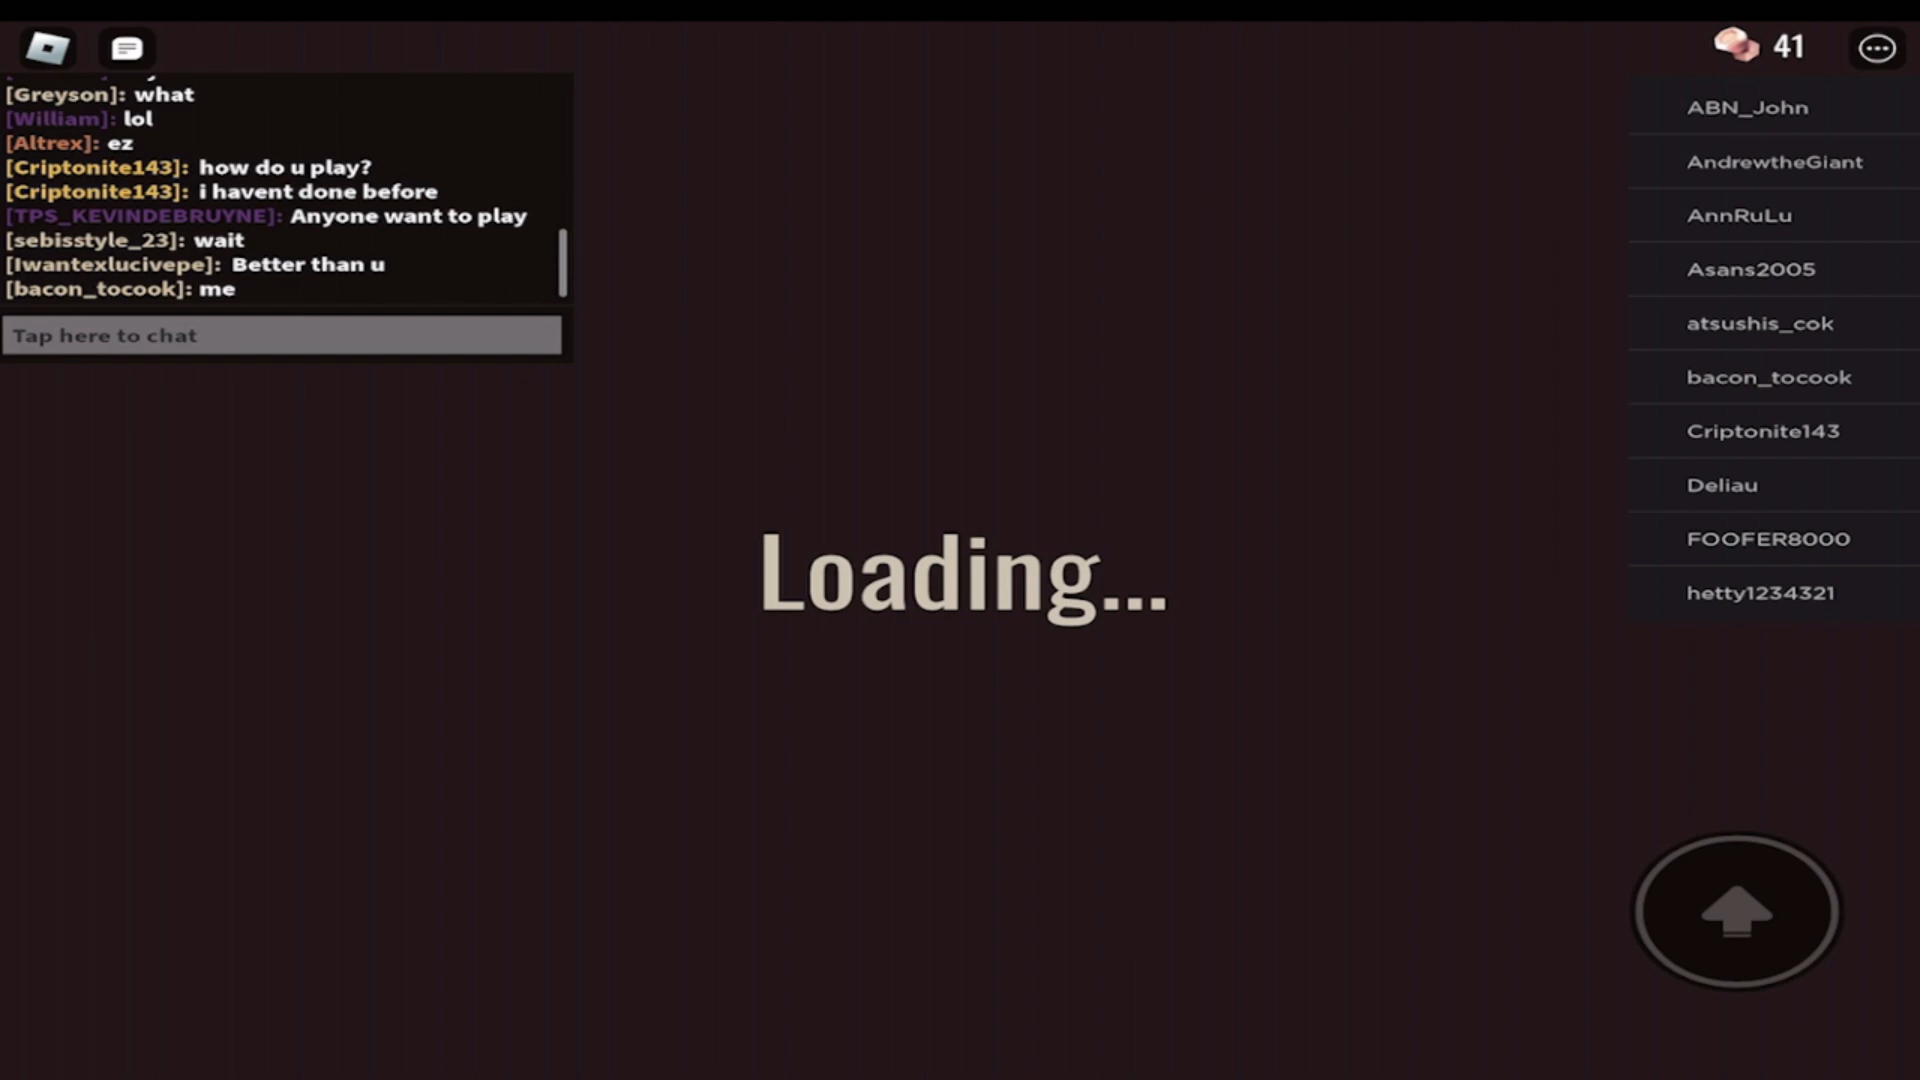 41
[Greyson]: what
[William]: lol
[Altrex]: ez
[Criptonite143]: how do u play?
[Criptonite143]: i havent done before
[TPS_KEVINDEBRUYNE]: Anyone want to play
[sebisstyle_23]: wait
[Iwantexlucivepe]: Better than u
[bacon_tocook]: me
Tap here to chat
ABN_John
AndrewtheGiant
AnnRuLu
Asans2005
atsushis_cok
bacon_tocook
Criptonite143
Deliau
FOOFER8000
hetty1234321
Loading...